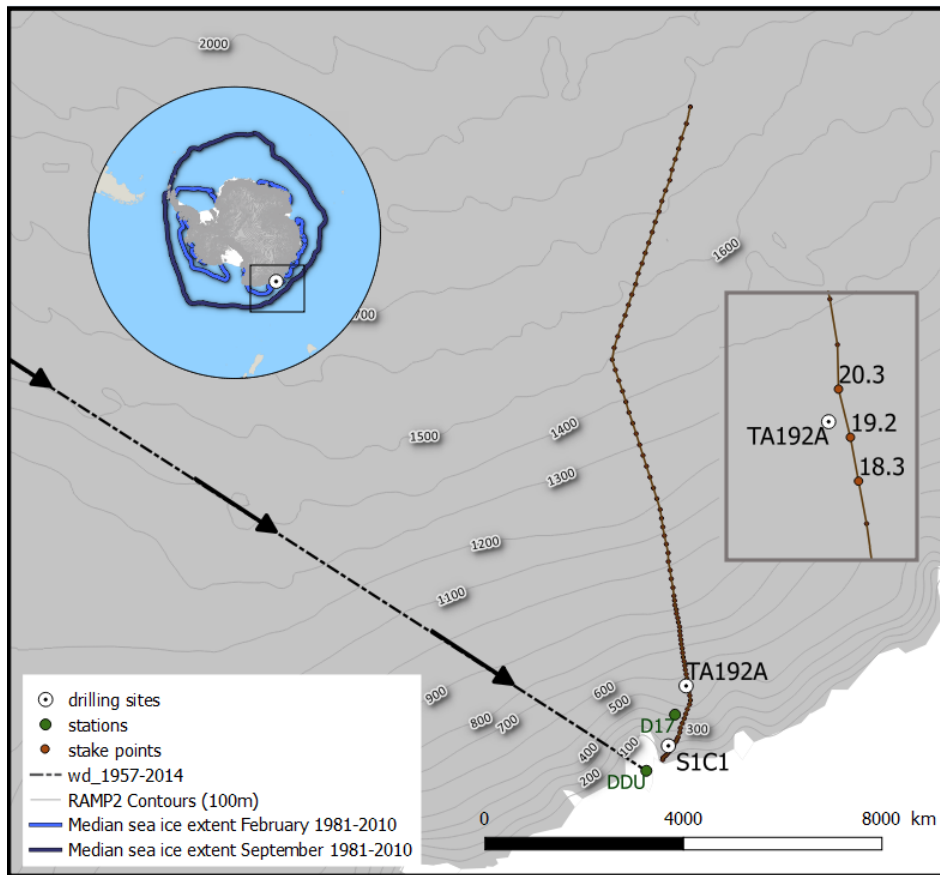 2000
1600
700
1500
1400
1300
1200
1100
900
800
700
600
500
400
300
200
100
20.3
19.2
18.3
TA192A
TA192A
D17
S1C1
DDU
drilling sites
stations
stake points
wd_1957-2014
RAMP2 Contours (100m)
Median sea ice extent February 1981-2010
Median sea ice extent September 1981-2010
0 4000 8000 km